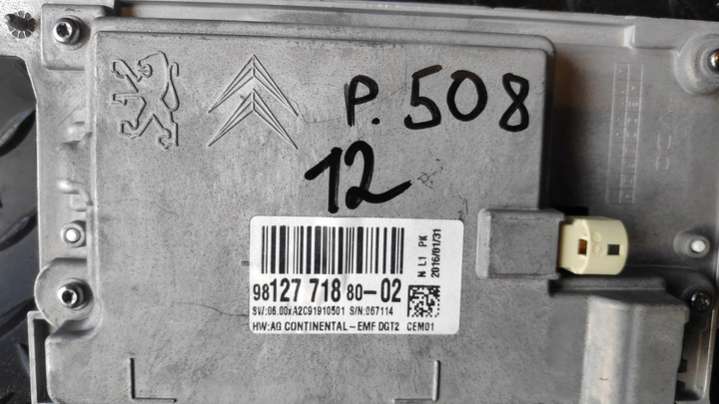 P. 508
12
N L1 PK
2016/01/31
98127 718 80-02
SW:06.00xA2C91910501 S/N:067114
HW:AG CONTINENTAL-EMF DGT2 CEM01